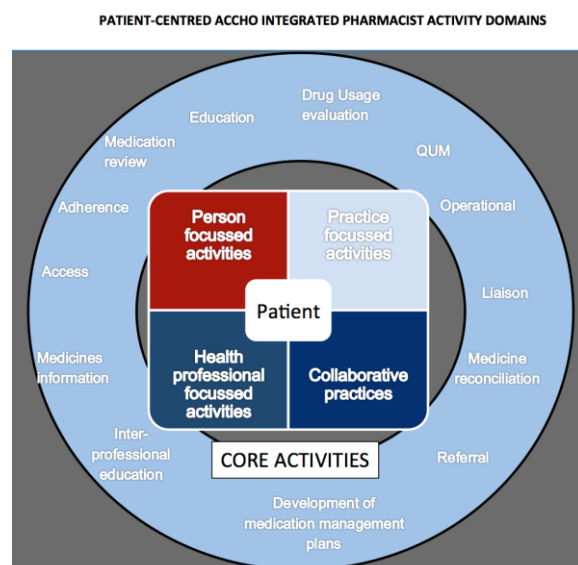 PATIENT-CENTRED ACCHO INTEGRATED PHARMACIST ACTIVITY DOMAINS
Drug Usage
evaluation
Education
QUM
Medication
review
Adherence
Operational
Person
focussed
activities
Practice
focussed
activities
Access
Liaison
Patient
Medicines
information
Medicine
reconciliation
Health
professional
focussed
activities
Collaborative
practices
Inter-
professional
education
CORE ACTIVITIES
Referral
Development of
medication management
plans